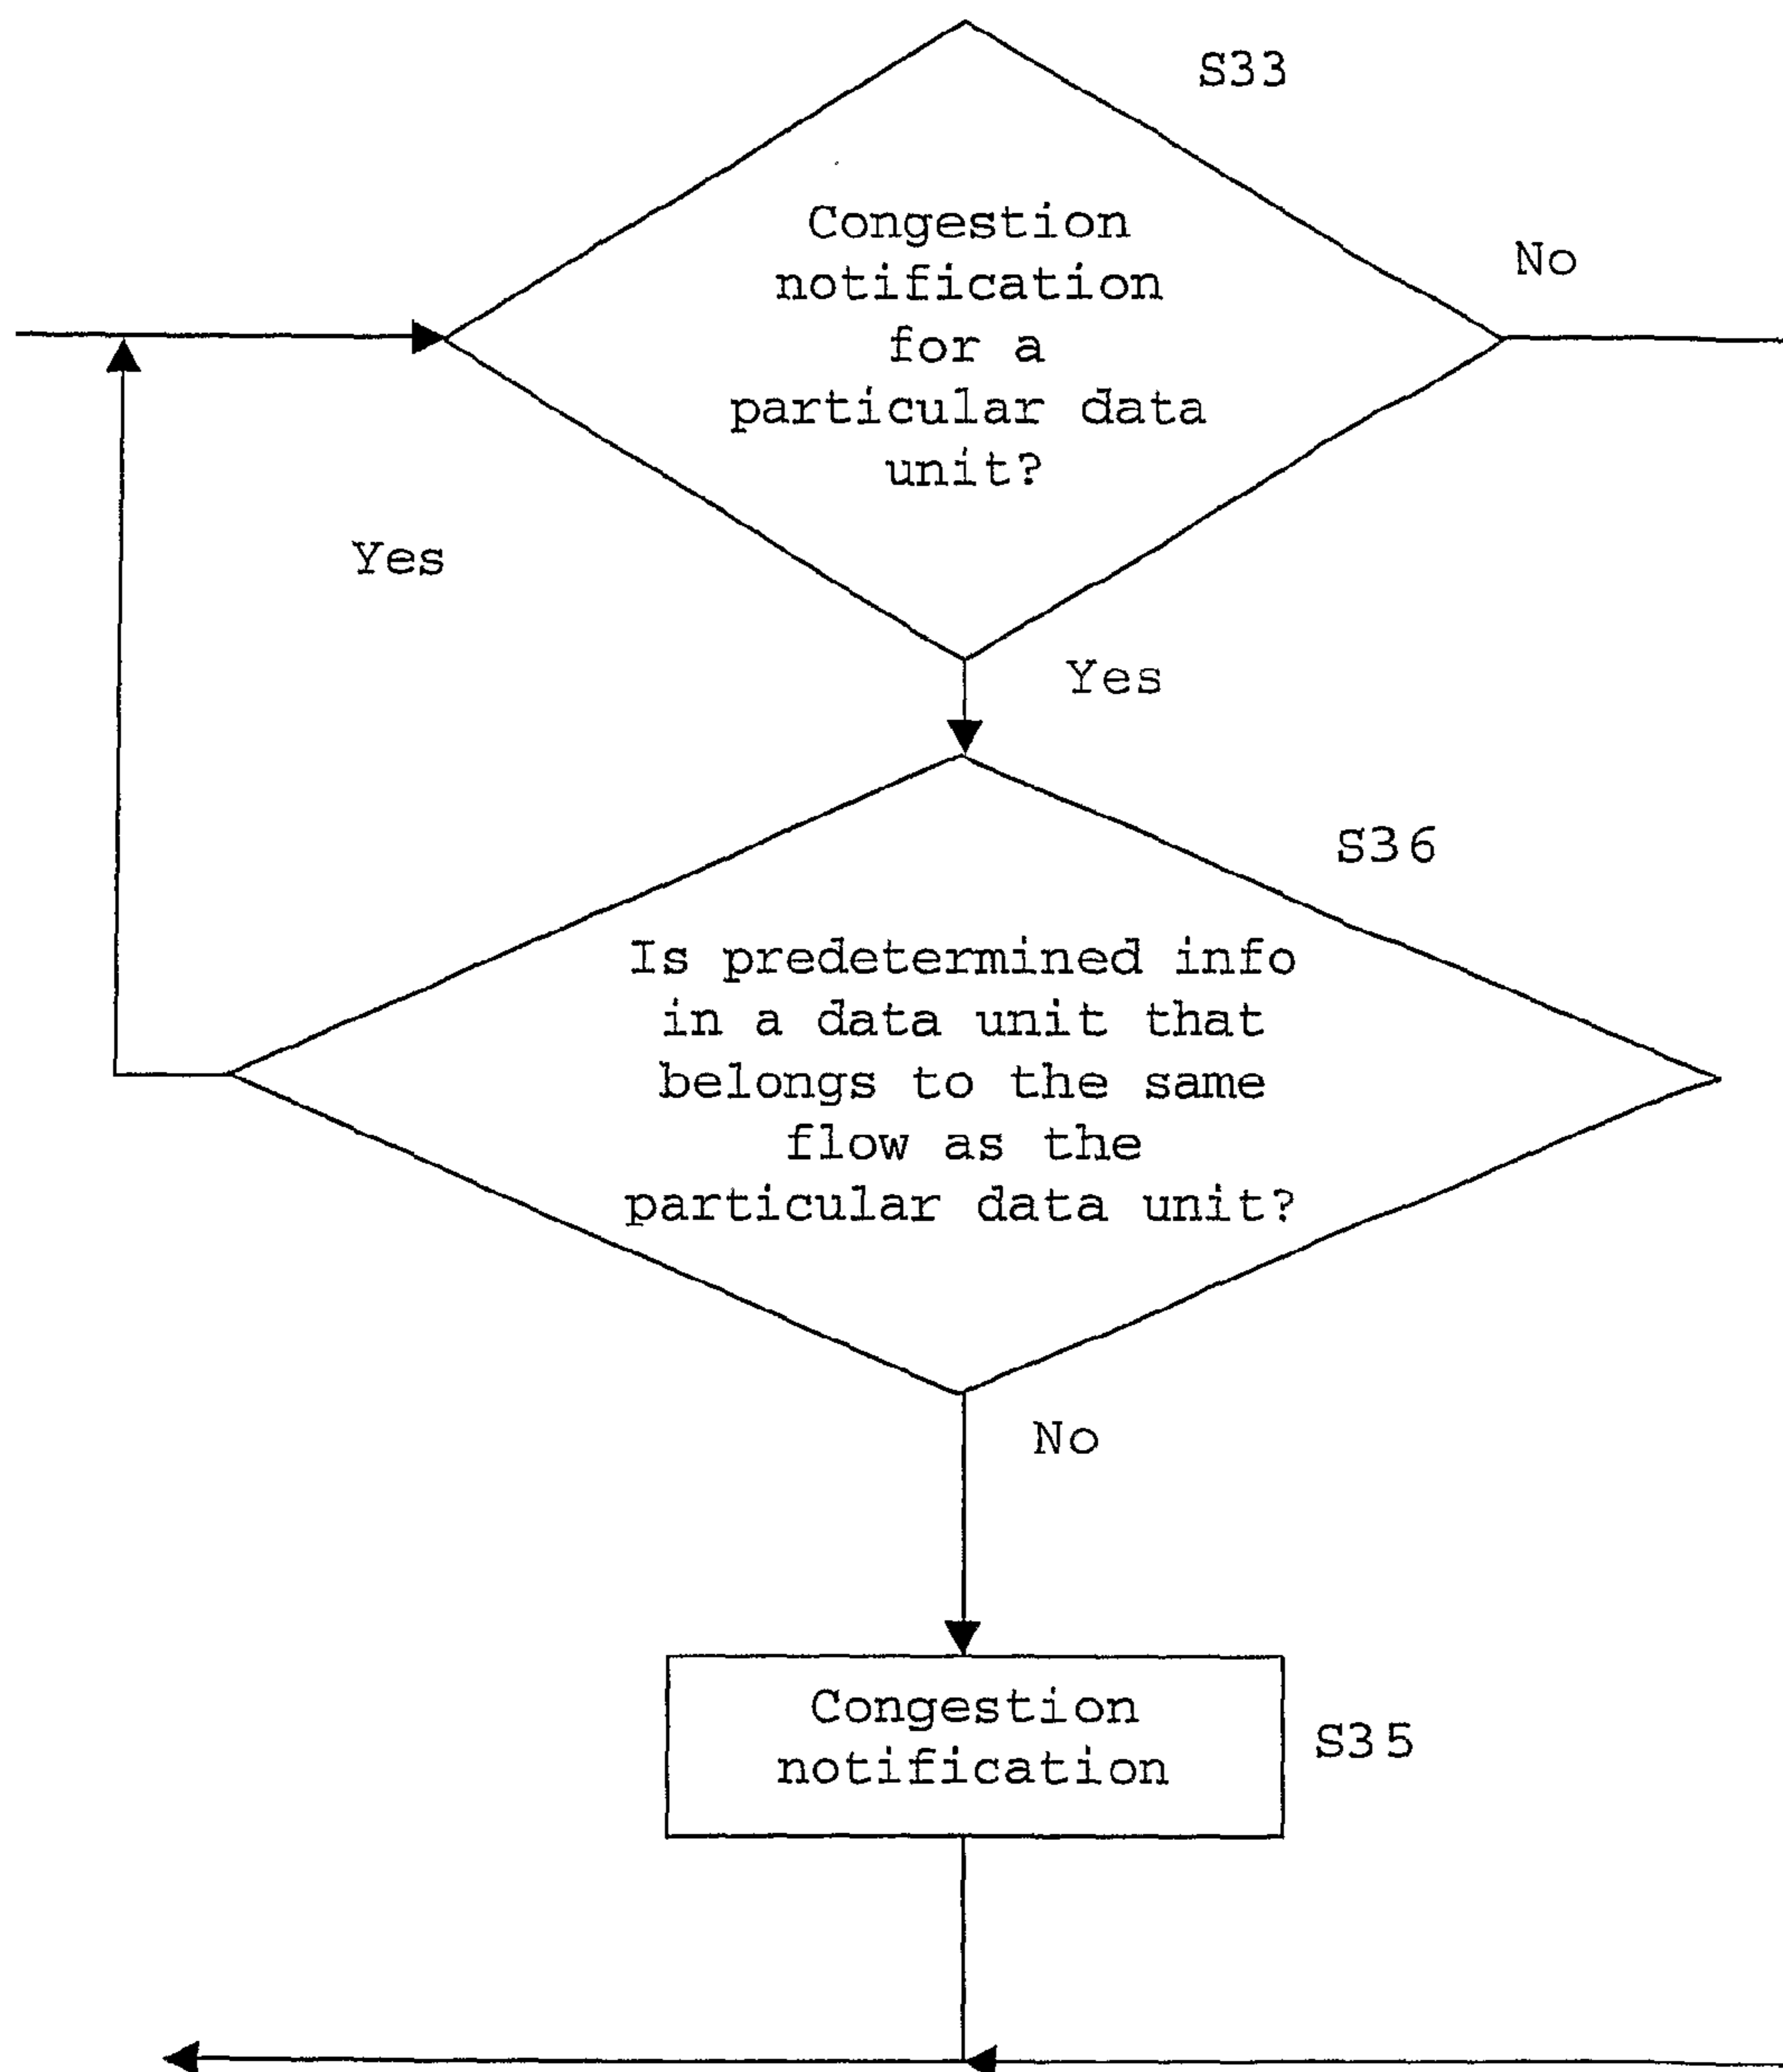 S33
Congestion
notification
for a
particular data
unit?
No
Yes
Yes
S36
Is predetermined info
in a data unit that
belongs to the same
flow as the
particular data unit?
No
Congestion
notification
S35